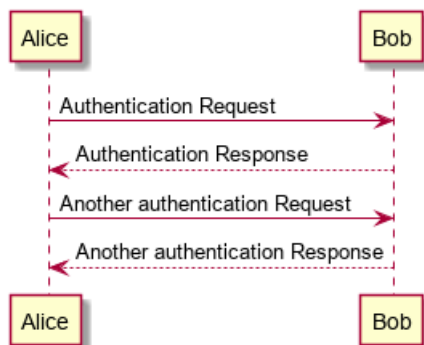 Alice
Bob
Authentication Request
Authentication Response
Another authentication Request
Another authentication Response
Alice
Bob